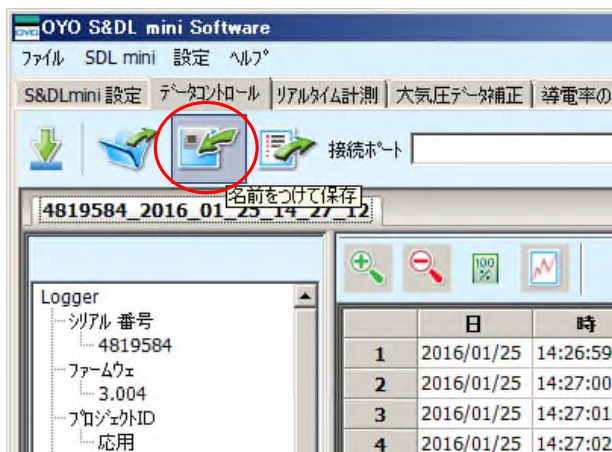 OYO S&DL mini Software
ファイル SDL mini 設定 ヘルプ
S&DLmini 設定 データコントロール リアルタイム計測 大気圧データ補正 導電率の
接続ポート
名前をつけて保存
4819584_2016_01_25_14_27_12
100 %
Logger
シリアル 番号
4819584
ファームウェ
3.004
プロジェクトID
応用
日 時
1 2016/01/25 14:26:59
2 2016/01/25 14:27:00
3 2016/01/25 14:27:01
4 2016/01/25 14:27:02